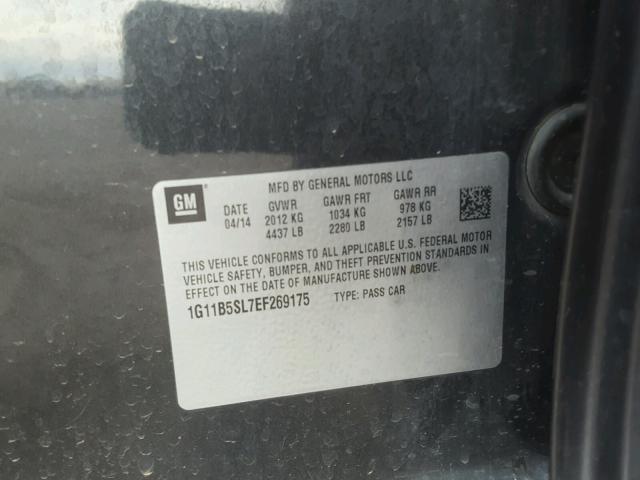 MFD BY GENERAL MOTORS LLC
GM
DATE GVWR GAWR FRT GAWR RR
04/14 2012 KG 1034 KG 978 KG
4437 LB 2280 LB 2157 LB
THIS VEHICLE CONFORMS TO ALL APPLICABLE U.S. FEDERAL MOTOR
VEHICLE SAFETY, BUMPER, AND THEFT PREVENTION STANDARDS IN
EFFECT ON THE DATE OF MANUFACTURE SHOWN ABOVE.
1G11B5SL7EF269175 TYPE: PASS CAR